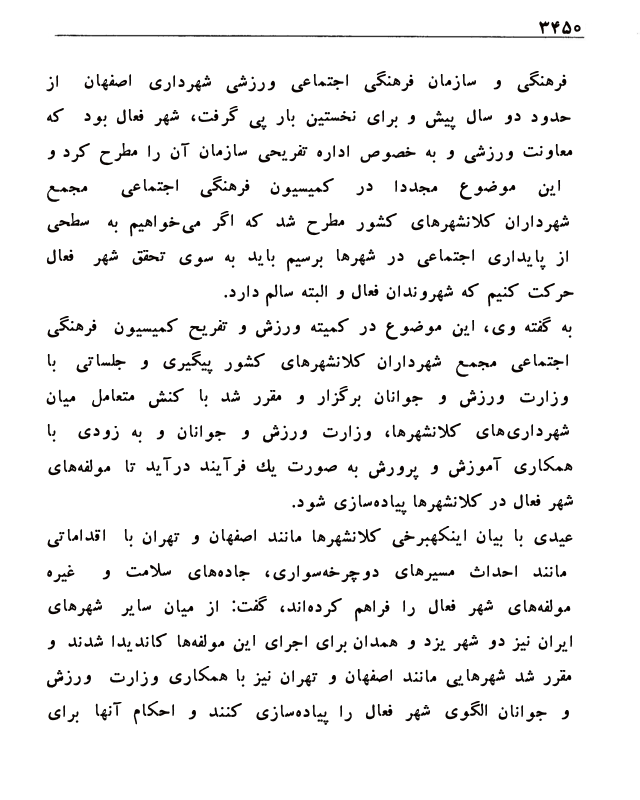 ۳۴۵۰
فرهنگی و سازمان فرهنگی اجتماعی ورزشی شهرداری اصفهان از
حدود دو سال پیش و برای نخستین بار پی گرفت، شهر فعال بود که
معاونت ورزشی و به خصوص اداره تفریحی سازمان آن را مطرح کرد و
این موضوع مجددا در کمیسیون فرهنگی اجتماعی مجمع
شهرداران کلانشهرهای کشور مطرح شد که اگر می‌خواهیم به سطحی
از پایداری اجتماعی در شهرها برسیم باید به سوی تحقق شهر فعال
حرکت کنیم که شهروندان فعال و البته سالم دارد.
به گفته وی، این موضوع در کمیته ورزش و تفریح کمیسیون فرهنگی
اجتماعی مجمع شهرداران کلانشهرهای کشور پیگیری و جلساتی با
وزارت ورزش و جوانان برگزار و مقرر شد با کنش متعامل میان
شهرداری‌های کلانشهرها، وزارت ورزش و جوانان و به زودی با
همکاری آموزش و پرورش به صورت یك فرآیند درآید تا مولفه‌های
شهر فعال در کلانشهرها پیاده‌سازی شود.
عیدی با بیان اینکهبرخی کلانشهرها مانند اصفهان و تهران با اقداماتی
مانند احداث مسیرهای دوچرخه‌سواری، جاده‌های سلامت و غیره
مولفه‌های شهر فعال را فراهم کرده‌اند، گفت: از میان سایر شهرهای
ایران نیز دو شهر یزد و همدان برای اجرای این مولفه‌ها کاندیدا شدند و
مقرر شد شهرهایی مانند اصفهان و تهران نیز با همکاری وزارت ورزش
و جوانان الگوی شهر فعال را پیاده‌سازی کنند و احکام آنها برای